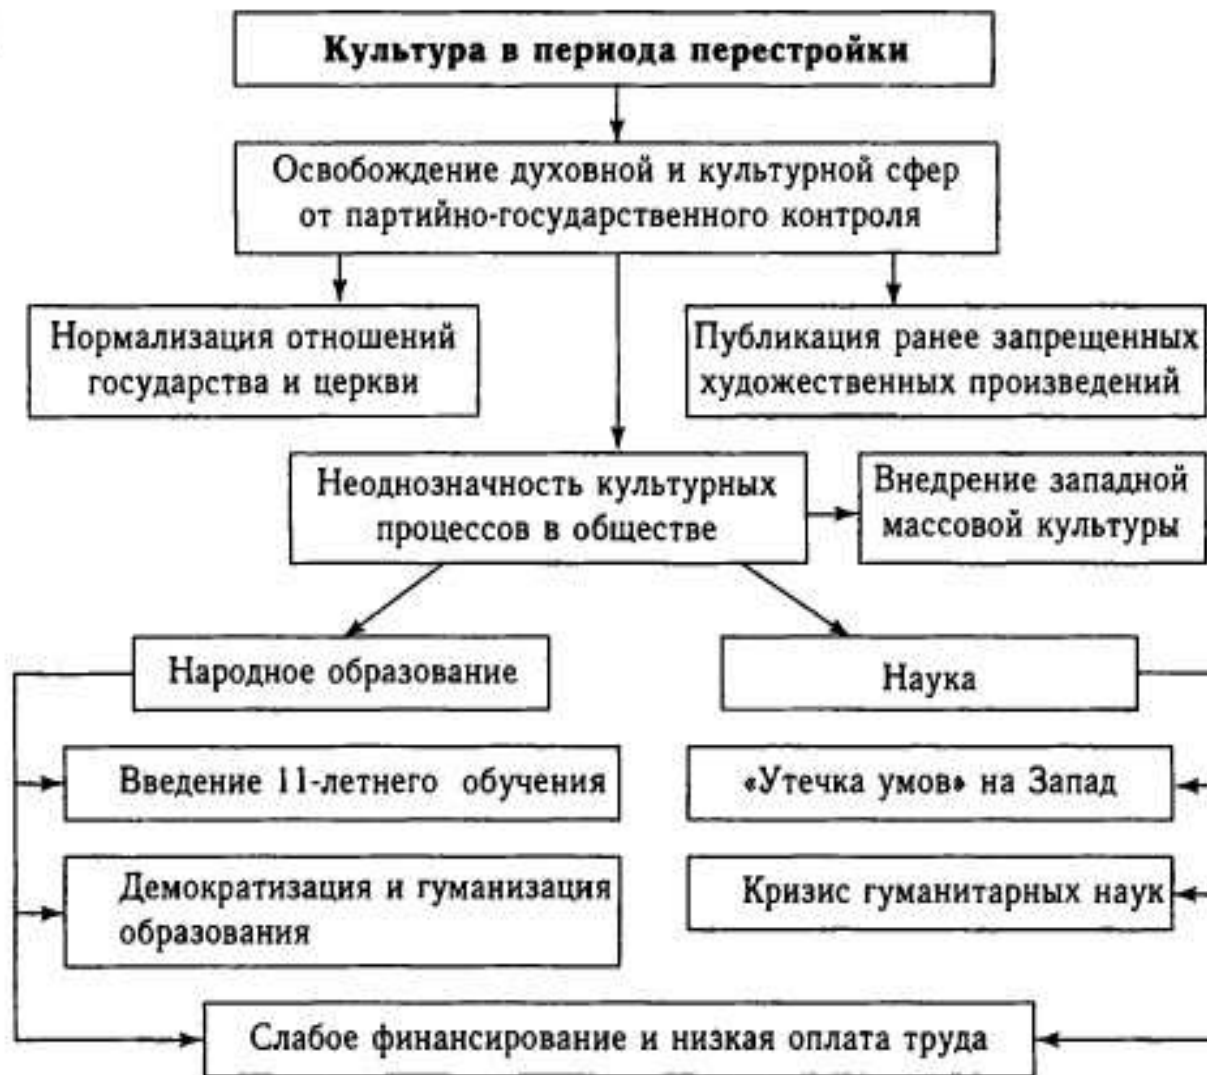 Культура в периода перестройки
Освобождение духовной и культурной сфер
от партийно-государственного контроля
Нормализация отношений
государства и церкви
Публикация ранее запрещенных
художественных произведений
Неоднозначность культурных
процессов в обществе
Внедрение западной
массовой культуры
Народное образование
Наука
Введение 11-летнего обучения
«Утечка умов» на Запад
Демократизация и гуманизация
образования
Кризис гуманитарных наук
Слабое финансирование и низкая оплата труда